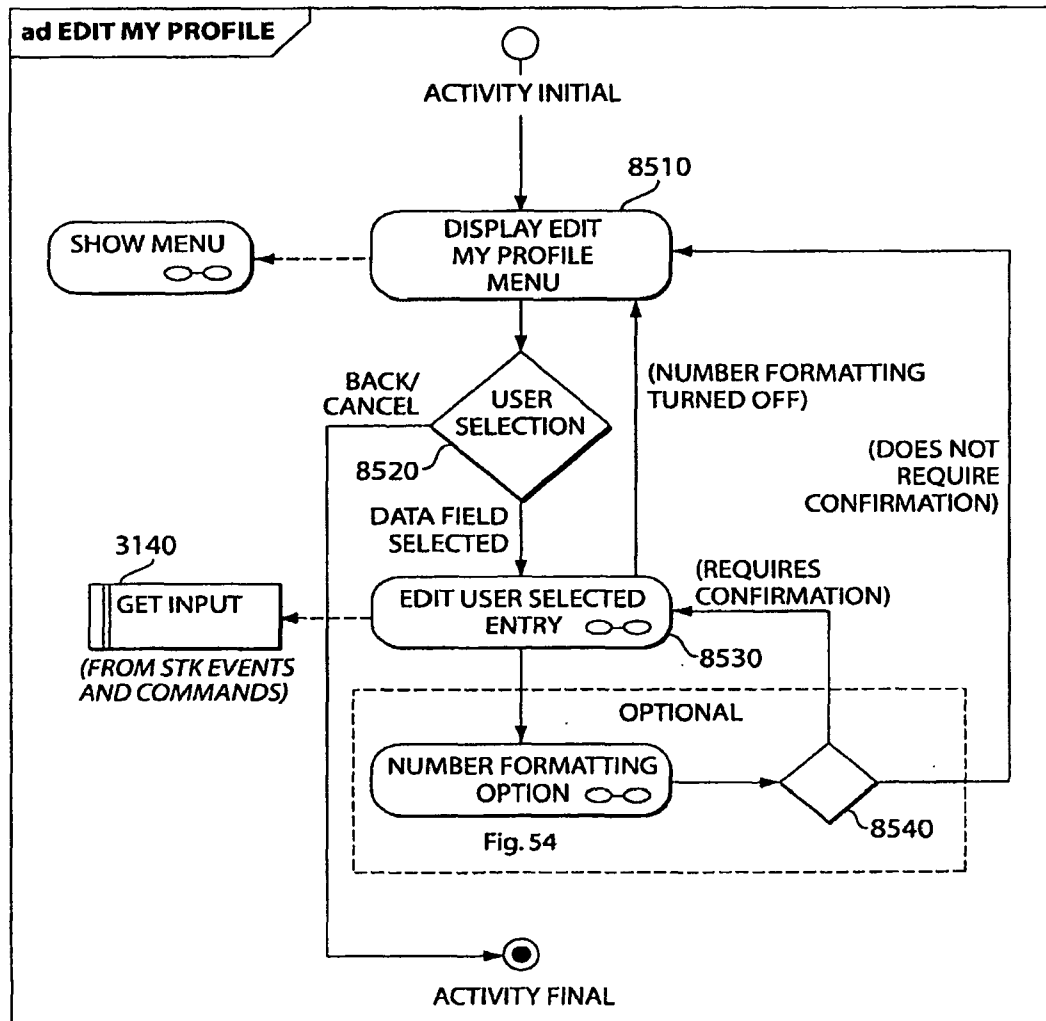 ad EDIT MY PROFILE
ACTIVITY INITIAL
8510
SHOW MENU
DISPLAY EDIT
MY PROFILE
MENU
BACK/
CANCEL
USER
SELECTION
8520
(NUMBER FORMATTING
TURNED OFF)
(DOES NOT
REQUIRE
CONFIRMATION)
DATA FIELD
SELECTED
3140
GET INPUT
(FROM STK EVENTS
AND COMMANDS)
(REQUIRES
CONFIRMATION)
EDIT USER SELECTED
ENTRY
8530
OPTIONAL
NUMBER FORMATTING
OPTION
8540
Fig. 54
ACTIVITY FINAL